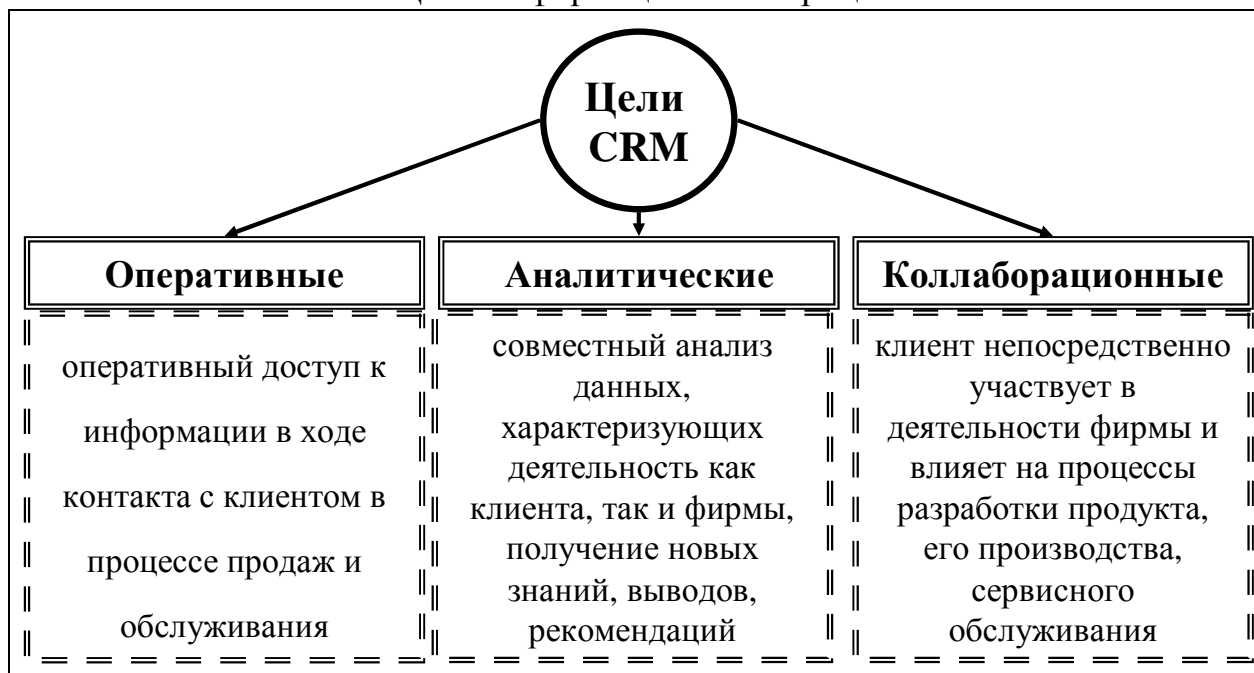 Цели
CRM
Оперативные
оперативный доступ к
информации в ходе
контакта с клиентом в
процессе продаж и
обслуживания
Аналитические
совместный анализ
данных,
характеризующих
деятельность как
клиента, так и фирмы,
получение новых
знаний, выводов,
рекомендаций
Коллаборационные
клиент непосредственно
участвует в
деятельности фирмы и
влияет на процессы
разработки продукта,
его производства,
сервисного
обслуживания